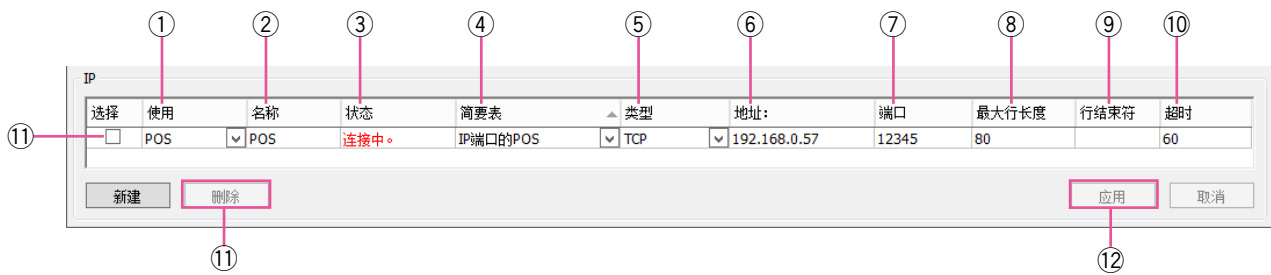 ① ② ③ ④ ⑤ ⑥ ⑦ ⑧ ⑨ ⑩
IP
选择 使用 名称 状态 简要表 类型 地址: 端口 最大行长度 行结束符 超时
⑪ POS POS 连接中。 IP端口的POS TCP 192.168.0.57 12345 80 60
新建 删除 应用 取消
⑪ ⑫